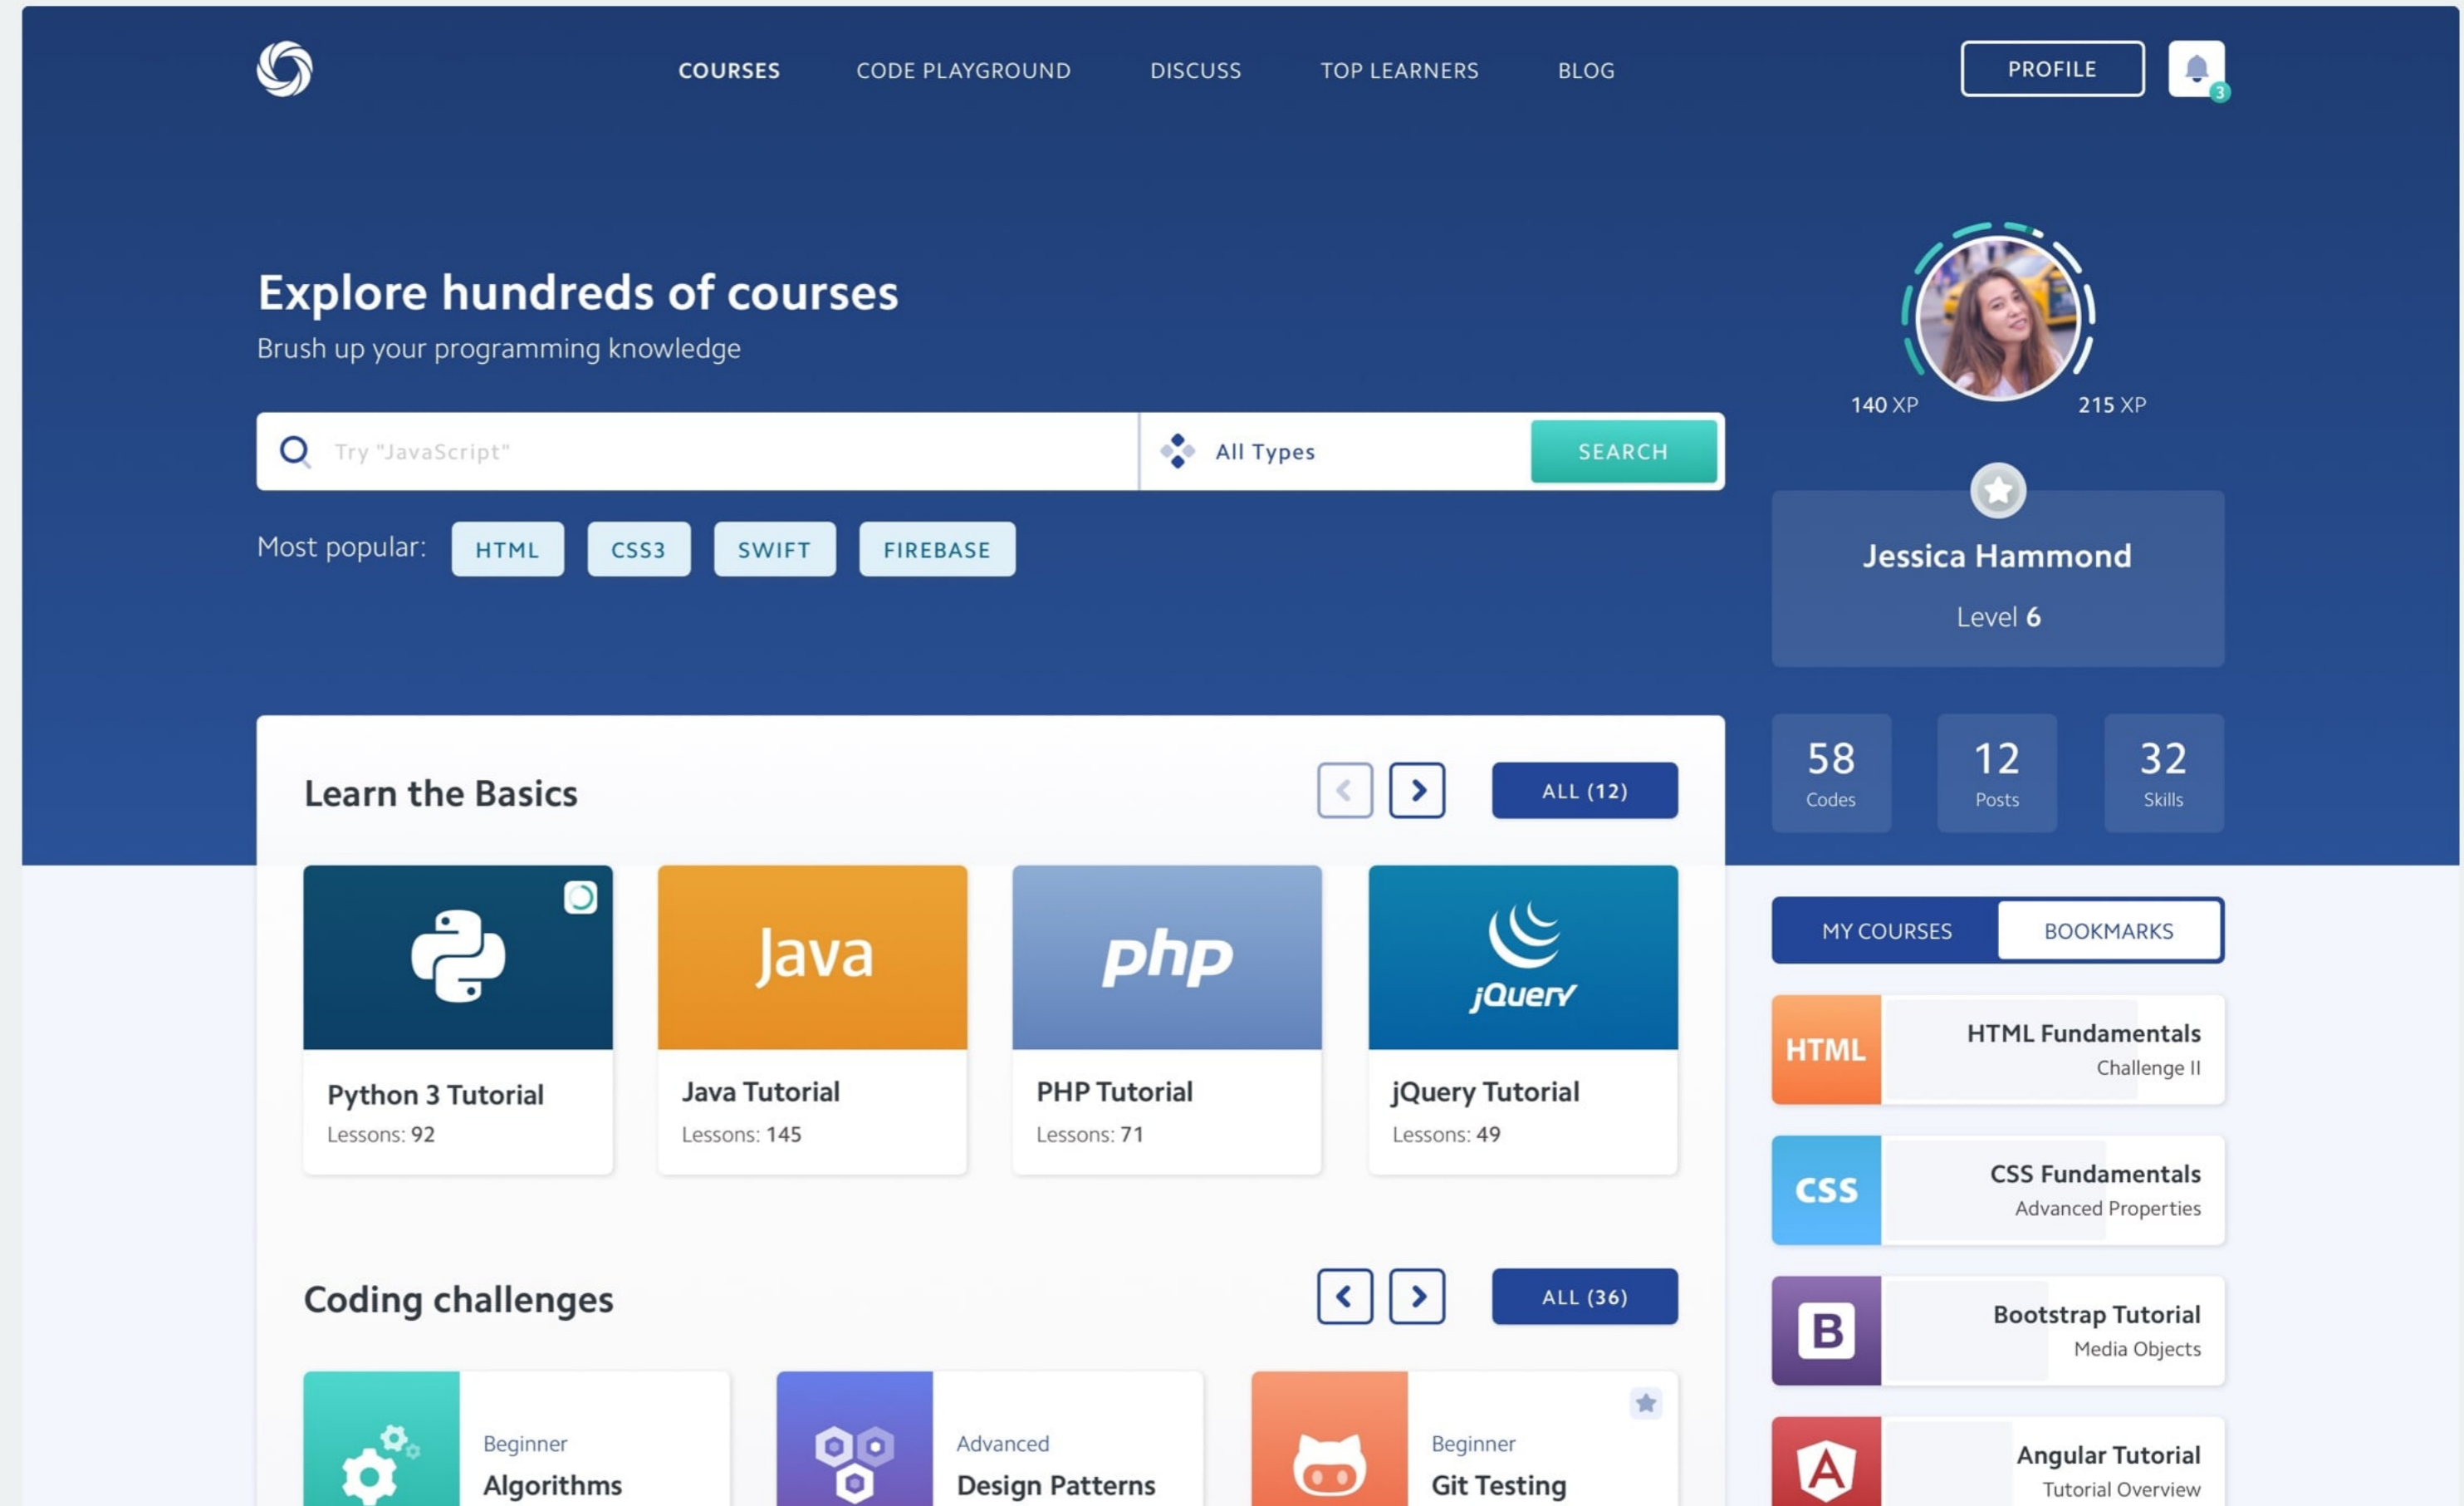 COURSES CODE PLAYGROUND DISCUSS TOP LEARNERS BLOG PROFILE
3
Explore hundreds of courses
Brush up your programming knowledge
Try "JavaScript" All Types SEARCH
Most popular: HTML CSS3 SWIFT FIREBASE
140 XP 215 XP
Jessica Hammond
Level 6
58 12 32
Codes Posts Skills
Learn the Basics ALL (12)
Java
php
jQuery
Python 3 Tutorial
Lessons: 92
Java Tutorial
Lessons: 145
PHP Tutorial
Lessons: 71
jQuery Tutorial
Lessons: 49
Coding challenges ALL (36)
Beginner
Algorithms
Advanced
Design Patterns
Beginner
Git Testing
MY COURSES BOOKMARKS
HTML
HTML Fundamentals
Challenge II
CSS
CSS Fundamentals
Advanced Properties
B
Bootstrap Tutorial
Media Objects
A
Angular Tutorial
Tutorial Overview